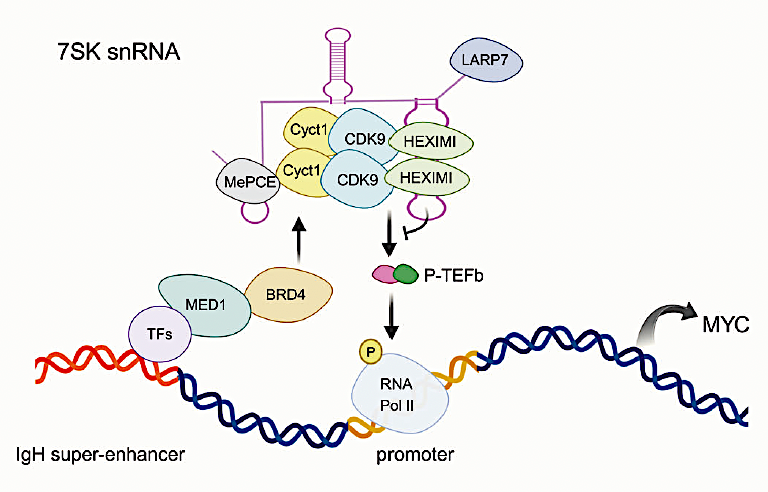 7SK snRNA
LARP7
Cyct1
CDK9
HEXIMI
Cyct1
CDK9
HEXIMI
MePCE
P-TEFb
BRD4
MED1
TFs
MYC
P
RNA
Pol II
IgH super-enhancer
promoter